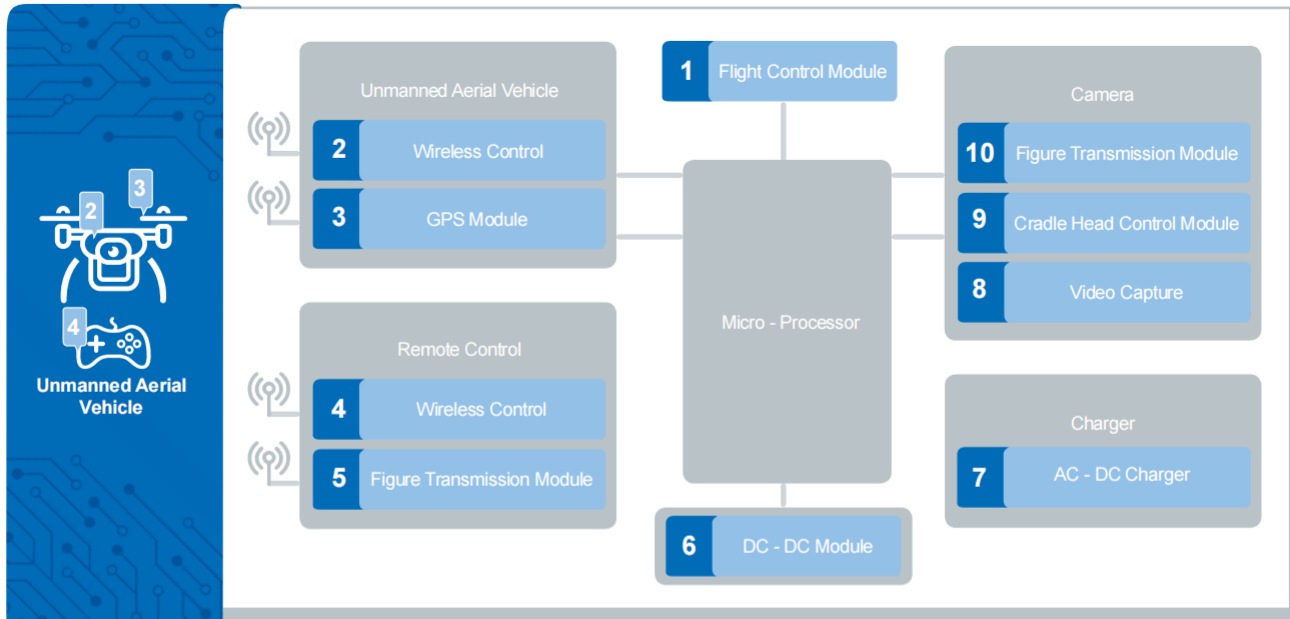 3
2
4
Unmanned Aerial
Vehicle
Unmanned Aerial Vehicle
2 Wireless Control
3 GPS Module
Remote Control
4 Wireless Control
5 Figure Transmission Module
1 Flight Control Module
Micro - Processor
6 DC - DC Module
Camera
10 Figure Transmission Module
9 Cradle Head Control Module
8 Video Capture
Charger
7 AC - DC Charger